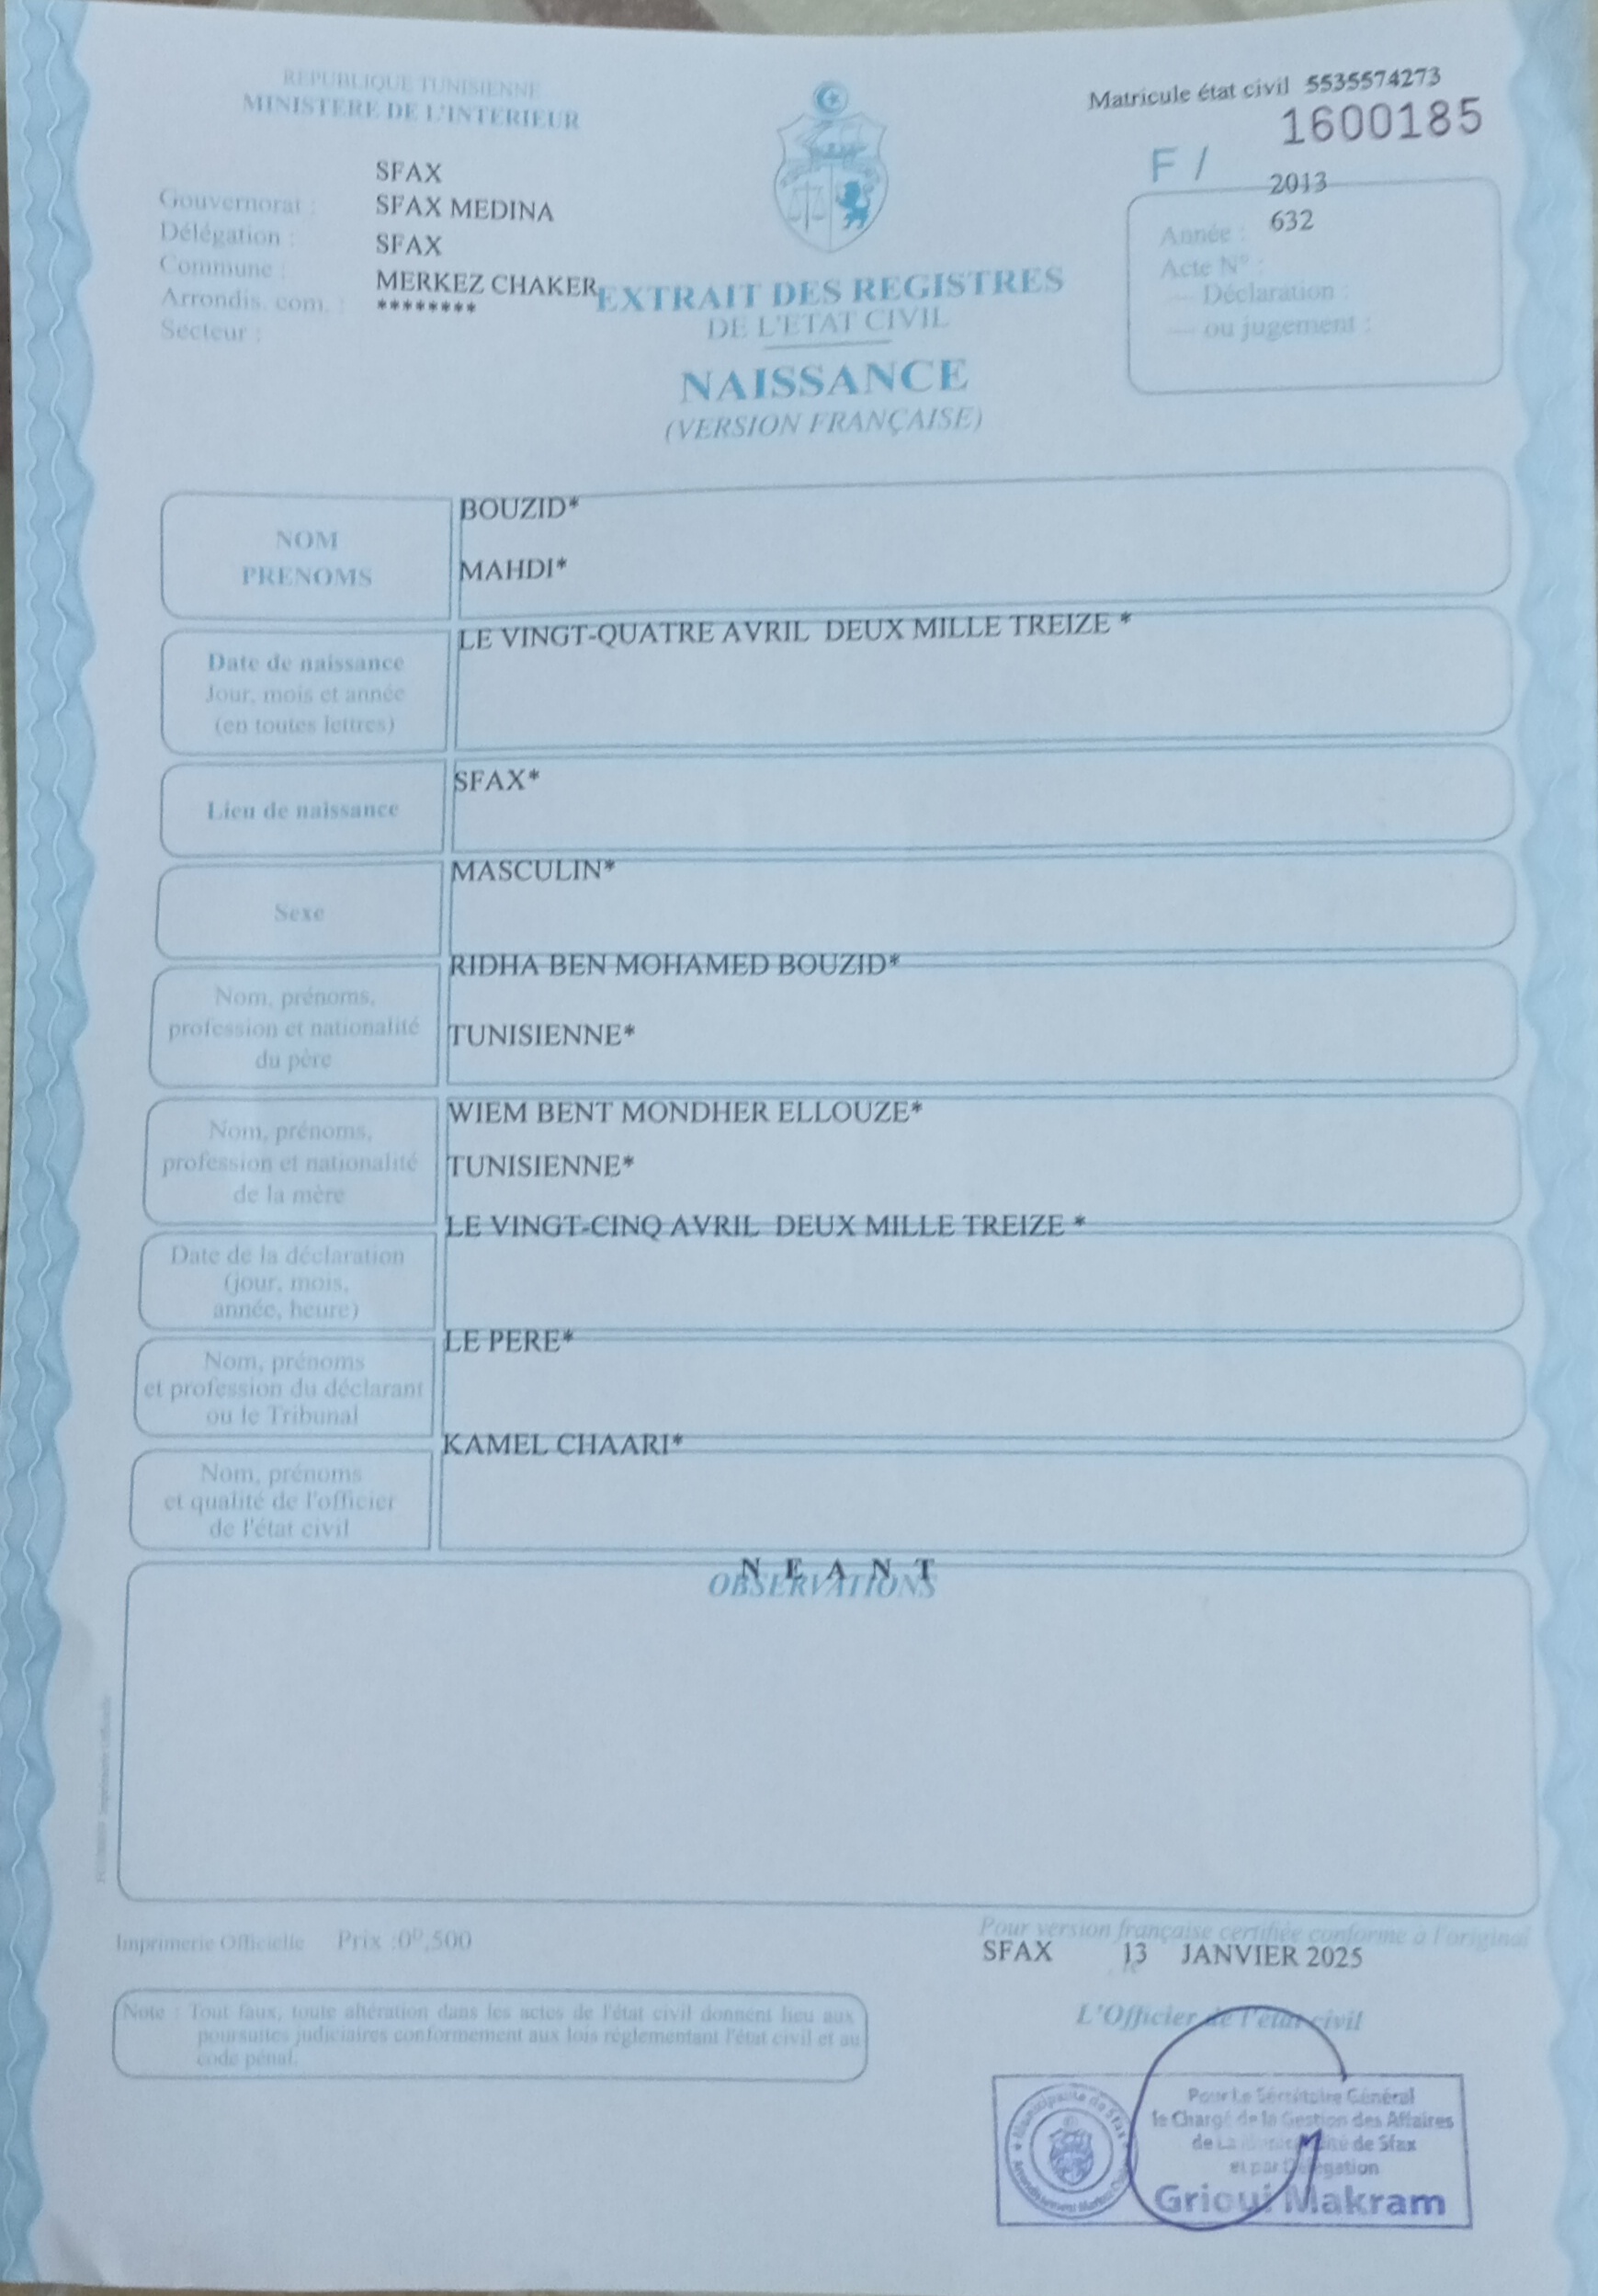 REPUBLIQUE TUNISIENNE
MINISTERE DE L'INTERIEUR
Matricule état civil 5535574273
1600185
F /
SFAX
Gouvernorat : SFAX MEDINA
Délégation : SFAX
Commune : MERKEZ CHAKER
Arrondis. com. : ********
Secteur :
2013
Année : 632
Acte N° :
— Déclaration :
— ou jugement :
EXTRAIT DES REGISTRES
DE L'ETAT CIVIL
NAISSANCE
(VERSION FRANÇAISE)
NOM
PRENOMS
BOUZID*
MAHDI*
Date de naissance
Jour, mois et année
(en toutes lettres)
LE VINGT-QUATRE AVRIL DEUX MILLE TREIZE *
Lieu de naissance
SFAX*
Sexe
MASCULIN*
Nom, prénoms,
profession et nationalité
du père
RIDHA BEN MOHAMED BOUZID*
TUNISIENNE*
Nom, prénoms,
profession et nationalité
de la mère
WIEM BENT MONDHER ELLOUZE*
TUNISIENNE*
Date de la déclaration
(jour, mois,
année, heure)
LE VINGT-CINQ AVRIL DEUX MILLE TREIZE *
Nom, prénoms
et profession du déclarant
ou le Tribunal
LE PERE*
Nom, prénoms
et qualité de l'officier
de l'état civil
KAMEL CHAARI*
N E A N T
OBSERVATIONS
Imprimerie Officielle Prix :0ᴰ,500
Pour version française certifiée conforme à l'original
SFAX 13 JANVIER 2025
le
Note : Tout faux, toute altération dans les actes de l'état civil donnent lieu aux
poursuites judiciaires conformement aux lois réglementant l'état civil et au
code pénal.
L'Officier de l'état civil
Municipalité de Sfax
Pour Le Secrétaire Général
le Chargé de la Gestion des Affaires
de La Municipalité de Sfax
et par Délégation
Grioui Makram